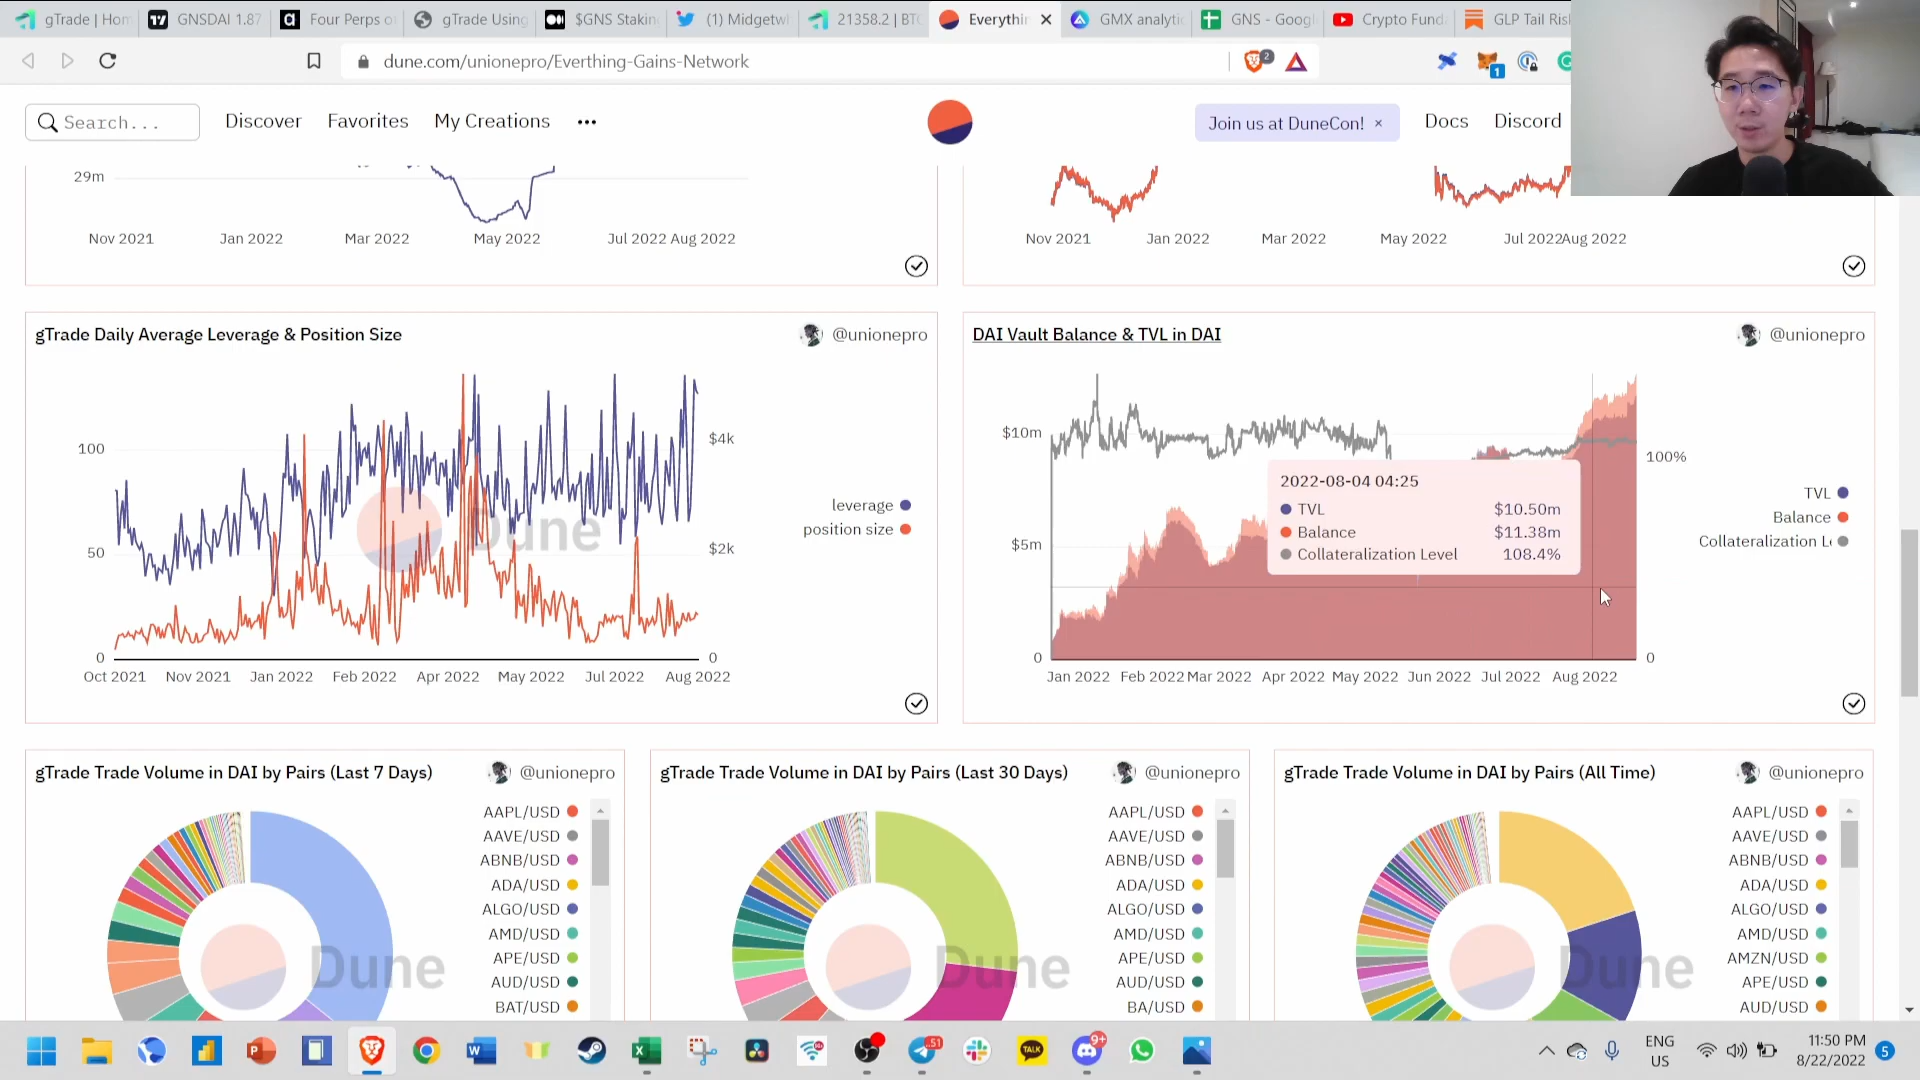 gTrade | Hom
GNSDAI 1.87
Four Perps o
gTrade Using
$GNS Stakin
(1) Midgetwh
21358.2 | BTC
Everythin
GMX analytic
GNS - Googl
Crypto Fund
GLP Tail Ris
dune.com/unionepro/Everthing-Gains-Network
2
1
Search...
Discover
Favorites
My Creations
Join us at DuneCon! ×
Docs
Discord
29m
Nov 2021 Jan 2022 Mar 2022 May 2022 Jul 2022 Aug 2022
Nov 2021 Jan 2022 Mar 2022 May 2022 Jul 2022Aug 2022
gTrade Daily Average Leverage & Position Size
@unionepro
100
50
0
$4k
$2k
0
leverage
position size
Dune
Oct 2021 Nov 2021 Jan 2022 Feb 2022 Apr 2022 May 2022 Jul 2022 Aug 2022
DAI Vault Balance & TVL in DAI
@unionepro
$10m
$5m
0
100%
0
2022-08-04 04:25
TVL $10.50m
Balance $11.38m
Collateralization Level 108.4%
TVL
Balance
Collateralization L
Jan 2022 Feb 2022 Mar 2022 Apr 2022 May 2022 Jun 2022 Jul 2022 Aug 2022
gTrade Trade Volume in DAI by Pairs (Last 7 Days)
@unionepro
AAPL/USD
AAVE/USD
ABNB/USD
ADA/USD
ALGO/USD
AMD/USD
APE/USD
AUD/USD
BAT/USD
Dune
gTrade Trade Volume in DAI by Pairs (Last 30 Days)
@unionepro
AAPL/USD
AAVE/USD
ABNB/USD
ADA/USD
ALGO/USD
AMD/USD
APE/USD
AUD/USD
BA/USD
Dune
gTrade Trade Volume in DAI by Pairs (All Time)
@unionepro
AAPL/USD
AAVE/USD
ABNB/USD
ADA/USD
ALGO/USD
AMD/USD
AMZN/USD
APE/USD
AUD/USD
Dune
TALK
51
9+
ENG
US
11:50 PM
8/22/2022
5